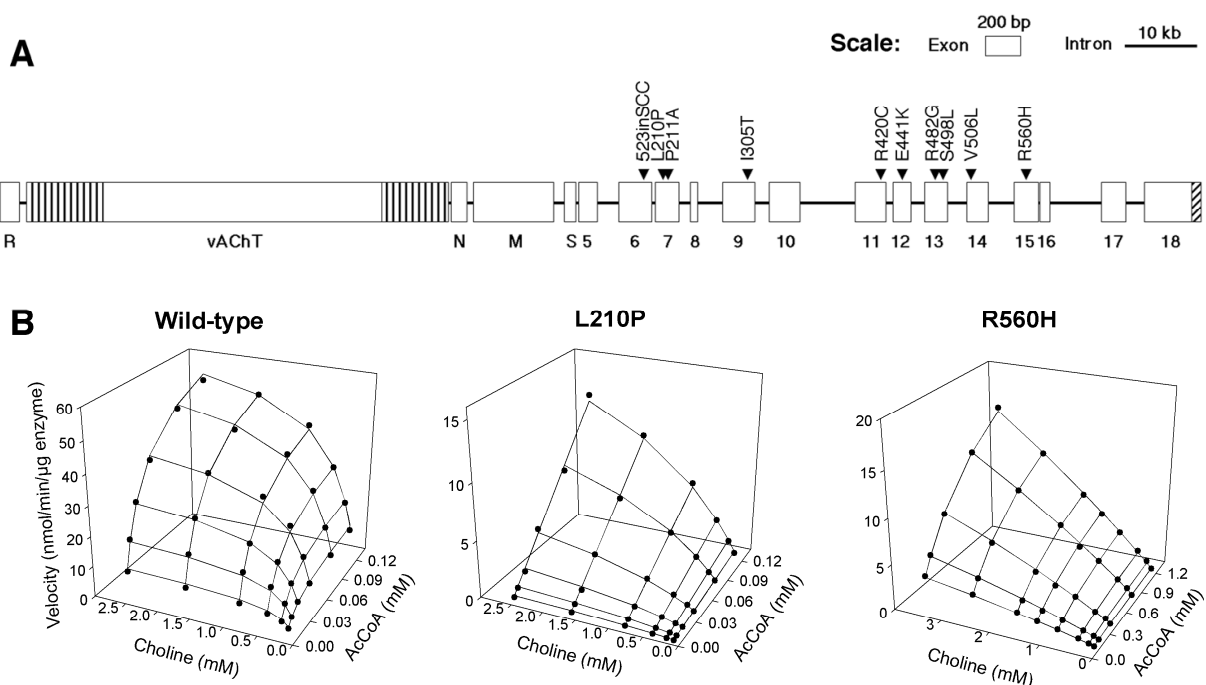 A
Scale: Exon 200 bp Intron 10 kb
523inSCC L210P P211A I305T R420C E441K R482G S498L V506L R560H
R vAChT N M S 5 6 7 8 9 10 11 12 13 14 15 16 17 18
B
Wild-type L210P R560H
Velocity (nmol/min/µg enzyme)
60
50
40
30
20
10
0
2.5 2.0 1.5 1.0 0.5 0.0
Choline (mM)
0.12
0.09
0.06
0.03
0.00
AcCoA (mM)
15
10
5
0
2.5 2.0 1.5 1.0 0.5 0.0
Choline (mM)
0.12
0.09
0.06
0.03
0.00
AcCoA (mM)
20
15
10
5
0
3 2 1 0
Choline (mM)
1.2
0.9
0.6
0.3
0.0
AcCoA (mM)